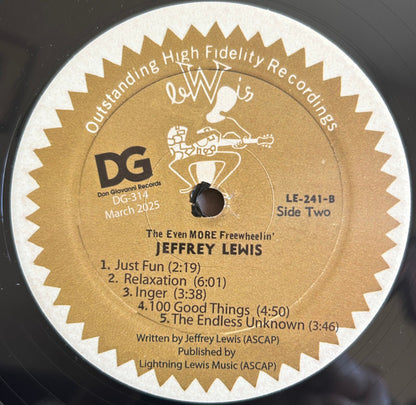 Outstanding High Fidelity Recordings
leWis
DG
Don Giovanni Records
DG-314
March 2025
LE-241-B
Side Two
The Even MORE Freewheelin'
JEFFREY LEWIS
1. Just Fun (2:19)
2. Relaxation (6:01)
3. Inger (3:38)
4.100 Good Things (4:50)
5.The Endless Unknown (3:46)
Written by Jeffrey Lewis (ASCAP)
Published by
Lightning Lewis Music (ASCAP)